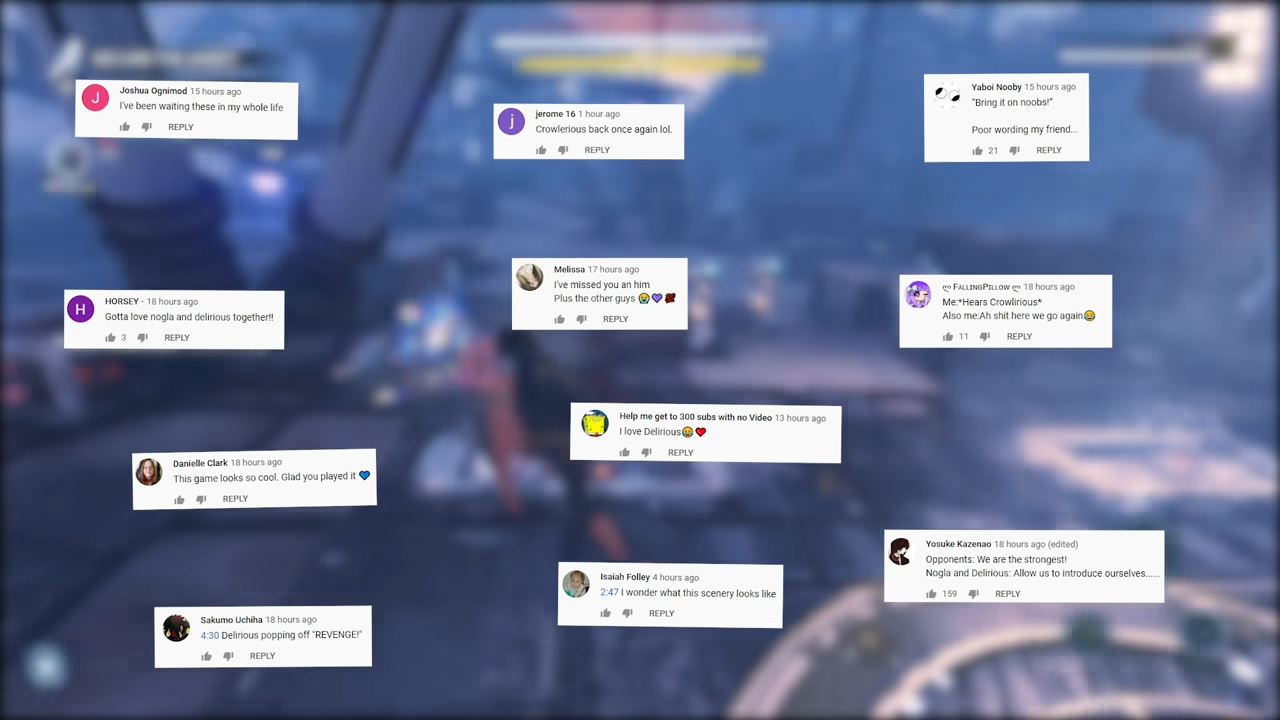 J
Joshua Ognimod 15 hours ago
I've been waiting these in my whole life
REPLY
j
jerome 16 1 hour ago
Crowlerious back once again lol.
REPLY
Yaboi Nooby 15 hours ago
"Bring it on noobs!"
Poor wording my friend...
21 REPLY
H
HORSEY - 18 hours ago
Gotta love nogla and delirious together!!
3 REPLY
Melissa 17 hours ago
I've missed you an him
Plus the other guys 😭💜🌹
REPLY
ღ FᴀʟʟɪɴɢPɪʟʟᴏᴡ ღ 18 hours ago
Me:*Hears Crowlirious*
Also me:Ah shit here we go again😂
11 REPLY
Help me get to 300 subs with no Video 13 hours ago
I love Delirious😂❤
REPLY
Danielle Clark 18 hours ago
This game looks so cool. Glad you played it 💙
REPLY
Yosuke Kazenao 18 hours ago (edited)
Opponents: We are the strongest!
Nogla and Delirious: Allow us to introduce ourselves......
159 REPLY
Isaiah Folley 4 hours ago
2:47 I wonder what this scenery looks like
REPLY
Sakumo Uchiha 18 hours ago
4:30 Delirious popping off "REVENGE!"
REPLY